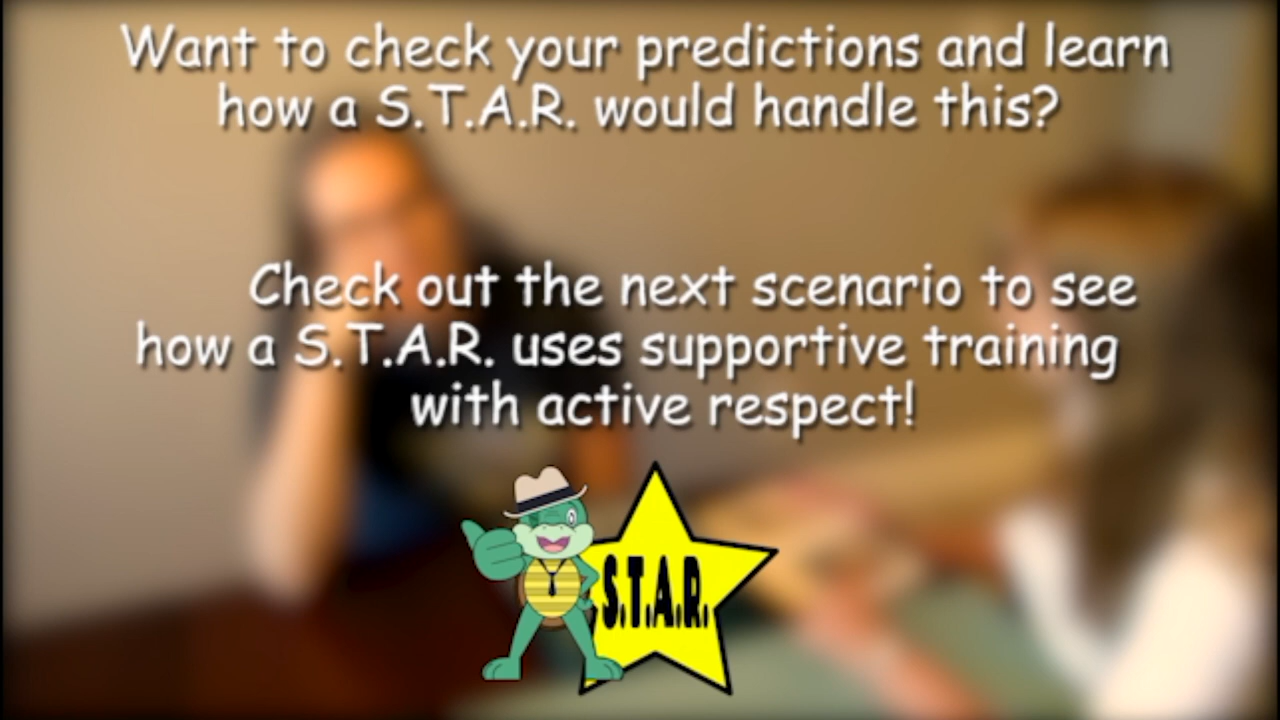 Want to check your predictions and learn
how a S.T.A.R. would handle this?
Check out the next scenario to see
how a S.T.A.R. uses supportive training
with active respect!
S.T.A.R.